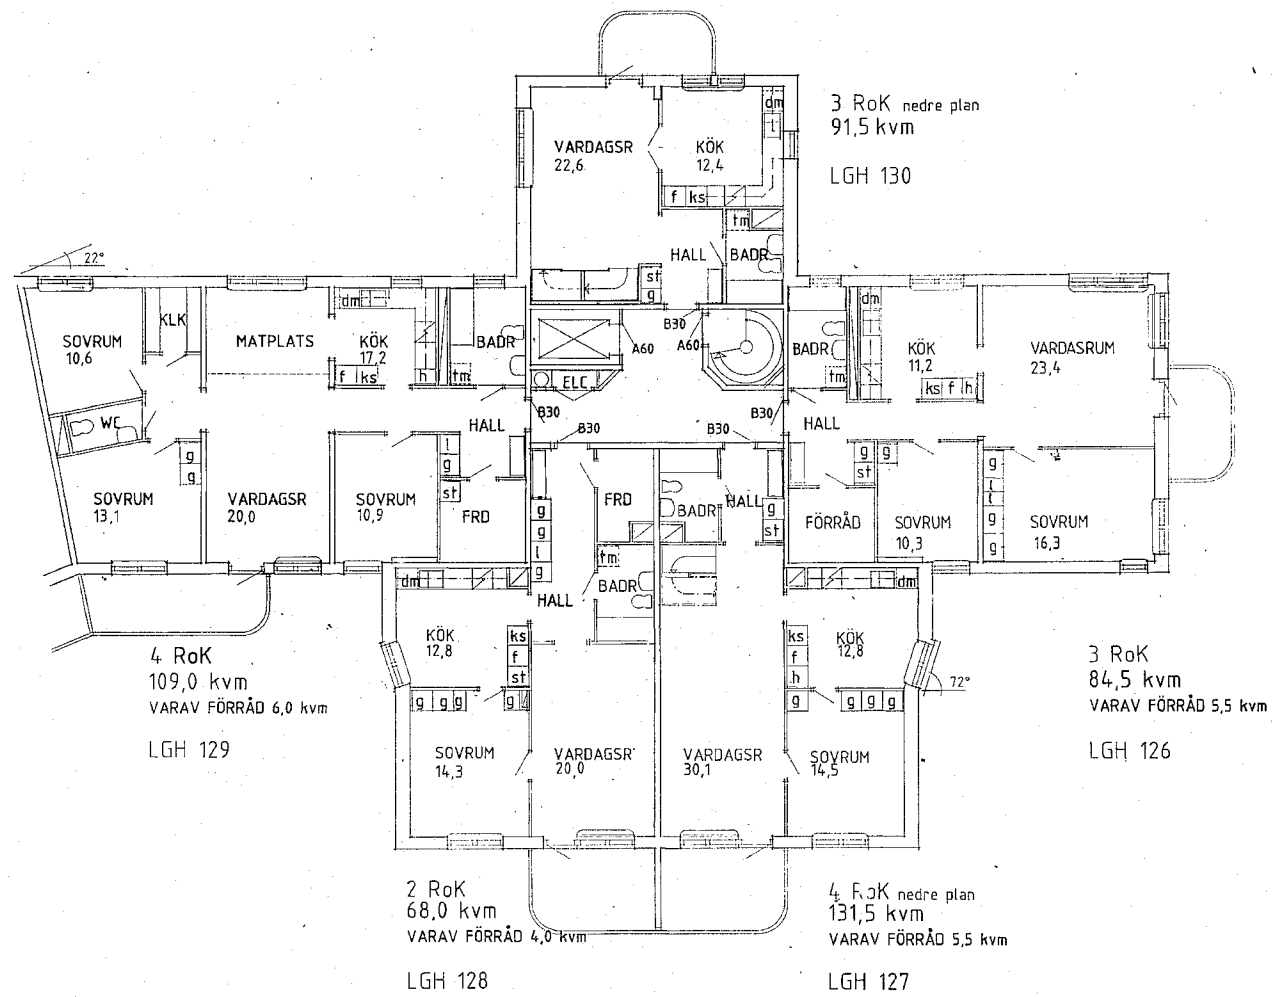 3 RoK nedre plan
91,5 kvm
LGH 130
VARDAGSR
22,6
KÖK
12,4
dm
l
f ks
tm
HALL
BADR
st
g
22°
SOVRUM
10,6
KLK
MATPLATS
dm
KÖK
17,2
f ks
h
BADR
tm
WC
HALL
g
g
SOVRUM
13,1
VARDAGSR
20,0
SOVRUM
10,9
l
g
st
FRD
B30
A60
A60
ELC
B30
B30
B30
B30
BADR
tm
dm
KÖK
11,2
ks f h
VARDASRUM
23,4
HALL
g
st
g
FÖRRÅD
SOVRUM
10,3
g
l
l
g
g
SOVRUM
16,3
g
g
l
g
FRD
tm
BADR
HALL
dm
KÖK
12,8
ks
f
st
g g g
g
SOVRUM
14,3
VARDAGSR
20,0
BADR
HALL
g
st
dm
KÖK
12,8
ks
f
h
g
g g g
VARDAGSR
30,1
SOVRUM
14,5
72°
4 RoK
109,0 kvm
VARAV FÖRRÅD 6,0 kvm
LGH 129
3 RoK
84,5 kvm
VARAV FÖRRÅD 5,5 kvm
LGH 126
2 RoK
68,0 kvm
VARAV FÖRRÅD 4,0 kvm
LGH 128
4 RoK nedre plan
131,5 kvm
VARAV FÖRRÅD 5,5 kvm
LGH 127